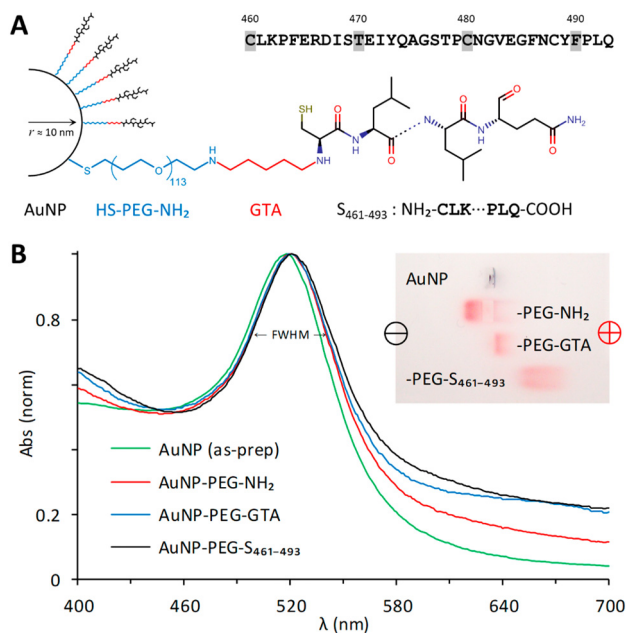 A
460 470 480 490
CLKPFERDISTEIYQAGSTPCNGVEGFNCYFPLQ
r ≈ 10 nm
SH
O
H
N
O
O
NH₂
S
O
113
H
N
N
H
N
H
O
N
N
H
O
AuNP HS-PEG-NH₂ GTA S₄₆₁₋₄₉₃ : NH₂-CLK···PLQ-COOH
B
AuNP
-PEG-NH₂
-PEG-GTA
-PEG-S₄₆₁₋₄₉₃
0.8
← FWHM →
Abs (norm)
AuNP (as-prep)
AuNP-PEG-NH₂
AuNP-PEG-GTA
AuNP-PEG-S₄₆₁₋₄₉₃
0.2
0
400 460 520 580 640 700
λ (nm)